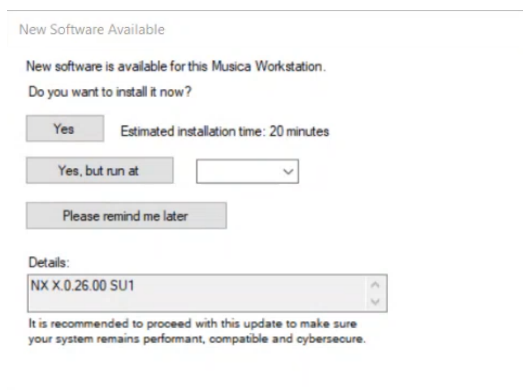 New Software Available
New software is available for this Musica Workstation.
Do you want to install it now?
Yes Estimated installation time: 20 minutes
Yes, but run at
Please remind me later
Details:
NX X.0.26.00 SU1
It is recommended to proceed with this update to make sure
your system remains performant, compatible and cybersecure.